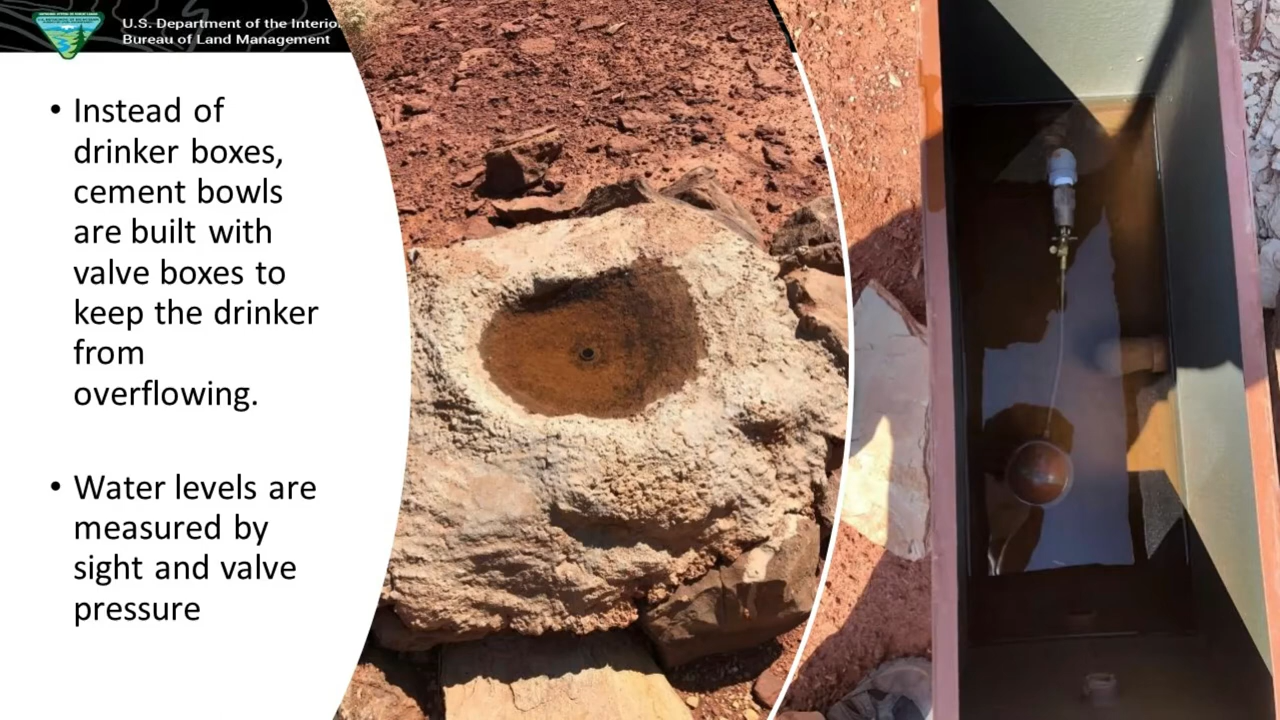 U.S. Department of the Interior
Bureau of Land Management
• Instead of
drinker boxes,
cement bowls
are built with
valve boxes to
keep the drinker
from
overflowing.
• Water levels are
measured by
sight and valve
pressure